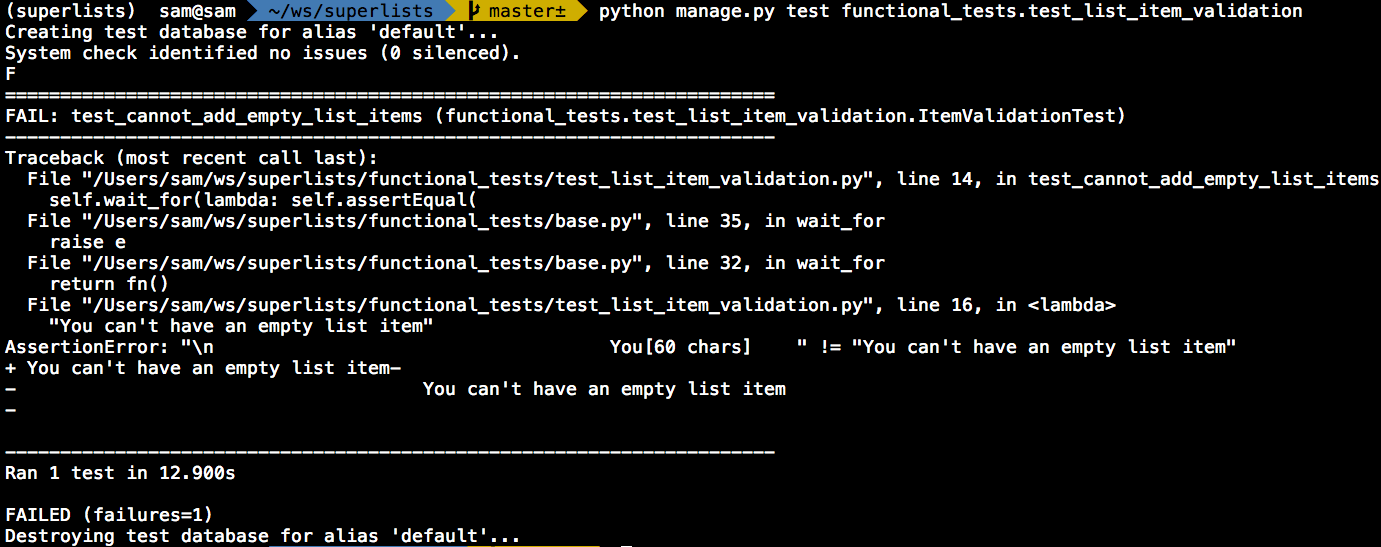 (superlists)  sam@sam  ~/ws/superlists  master±  python manage.py test functional_tests.test_list_item_validation
Creating test database for alias 'default'...
System check identified no issues (0 silenced).
F
======================================================================
FAIL: test_cannot_add_empty_list_items (functional_tests.test_list_item_validation.ItemValidationTest)
----------------------------------------------------------------------
Traceback (most recent call last):
  File "/Users/sam/ws/superlists/functional_tests/test_list_item_validation.py", line 14, in test_cannot_add_empty_list_items
    self.wait_for(lambda: self.assertEqual(
  File "/Users/sam/ws/superlists/functional_tests/base.py", line 35, in wait_for
    raise e
  File "/Users/sam/ws/superlists/functional_tests/base.py", line 32, in wait_for
    return fn()
  File "/Users/sam/ws/superlists/functional_tests/test_list_item_validation.py", line 16, in <lambda>
    "You can't have an empty list item"
AssertionError: "\n                                    You[60 chars]    " != "You can't have an empty list item"
+ You can't have an empty list item-
-                                     You can't have an empty list item
-

----------------------------------------------------------------------
Ran 1 test in 12.900s

FAILED (failures=1)
Destroying test database for alias 'default'...